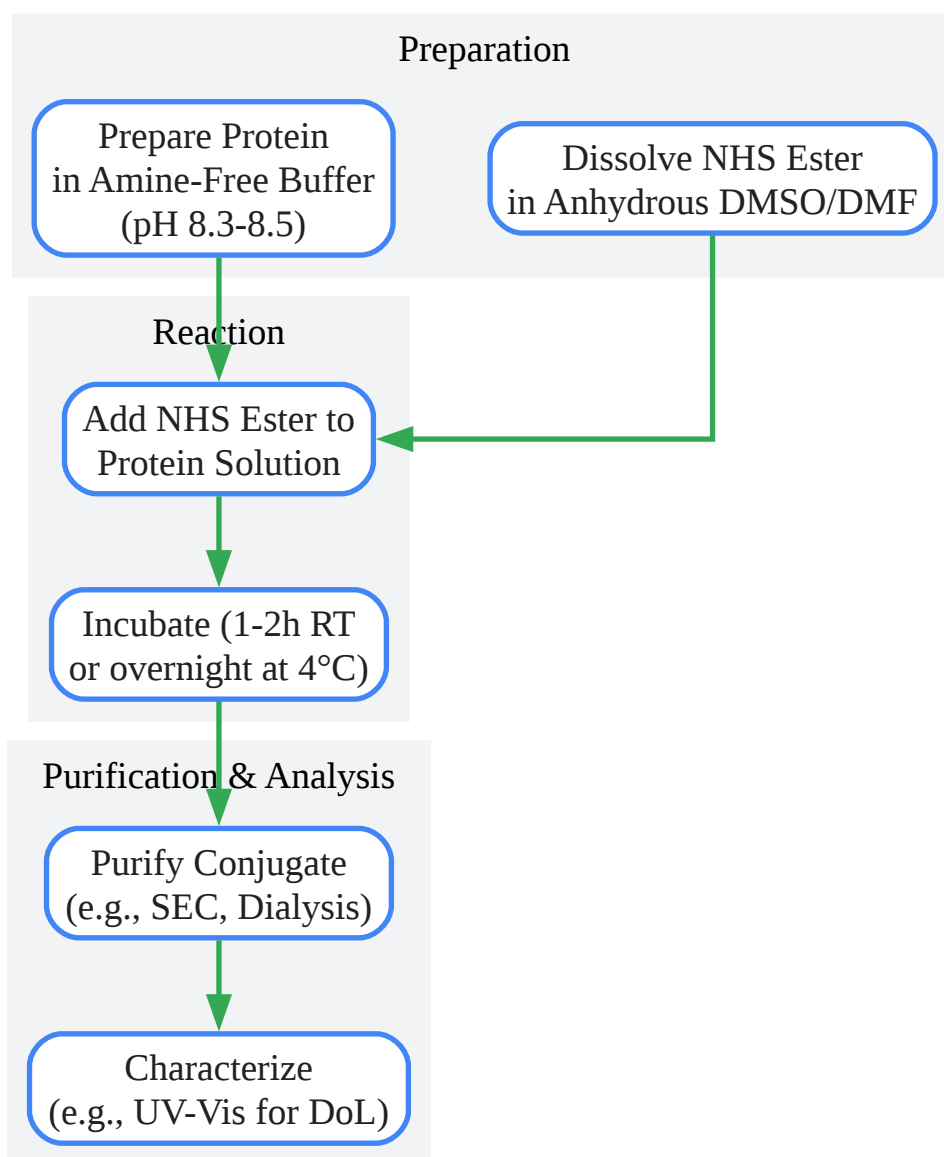 Preparation
Prepare Protein
in Amine-Free Buffer
(pH 8.3-8.5)
Dissolve NHS Ester
in Anhydrous DMSO/DMF
Reaction
Add NHS Ester to
Protein Solution
Incubate (1-2h RT
or overnight at 4°C)
Purification & Analysis
Purify Conjugate
(e.g., SEC, Dialysis)
Characterize
(e.g., UV-Vis for DoL)